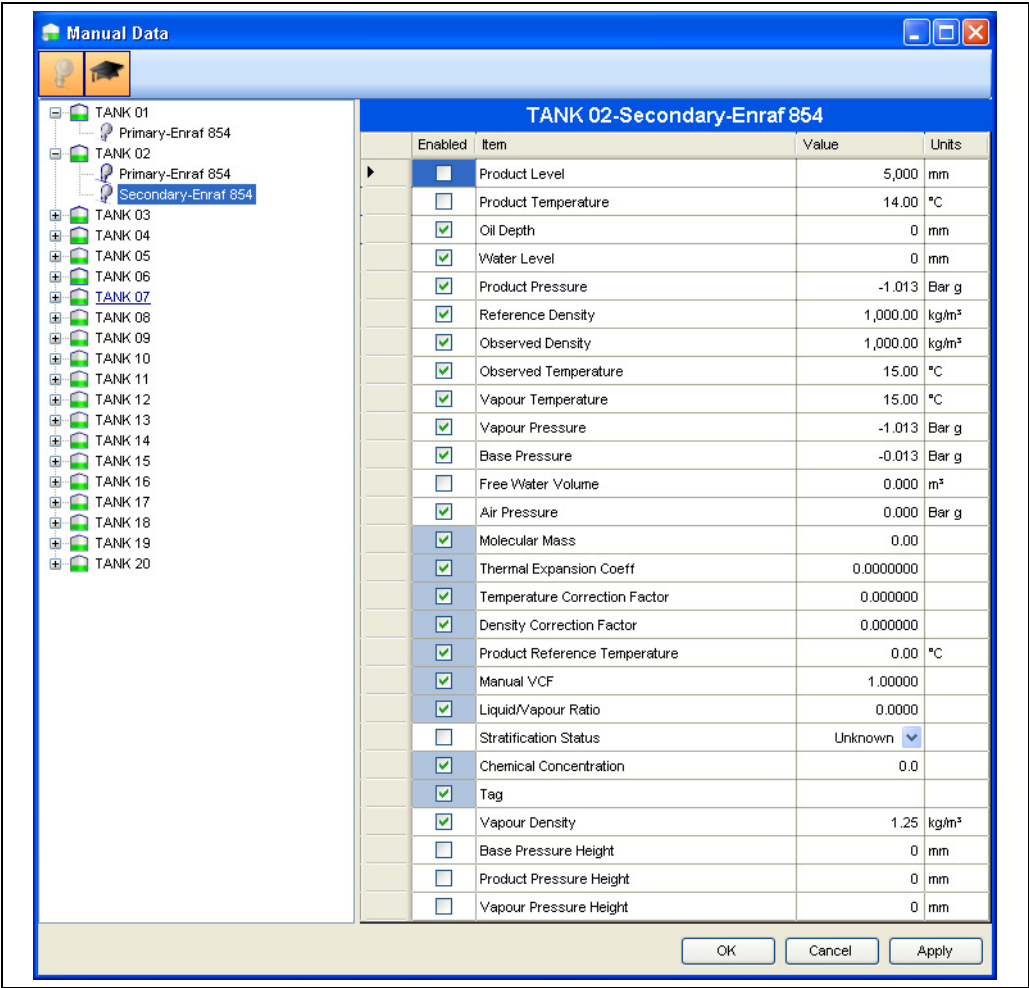 Manual Data
TANK 01
Primary-Enraf 854
TANK 02
Primary-Enraf 854
Secondary-Enraf 854
TANK 03
TANK 04
TANK 05
TANK 06
TANK 07
TANK 08
TANK 09
TANK 10
TANK 11
TANK 12
TANK 13
TANK 14
TANK 15
TANK 16
TANK 17
TANK 18
TANK 19
TANK 20
TANK 02-Secondary-Enraf 854
Enabled Item Value Units
Product Level 5,000 mm
Product Temperature 14.00 °C
Oil Depth 0 mm
Water Level 0 mm
Product Pressure -1.013 Bar g
Reference Density 1,000.00 kg/m³
Observed Density 1,000.00 kg/m³
Observed Temperature 15.00 °C
Vapour Temperature 15.00 °C
Vapour Pressure -1.013 Bar g
Base Pressure -0.013 Bar g
Free Water Volume 0.000 m³
Air Pressure 0.000 Bar g
Molecular Mass 0.00
Thermal Expansion Coeff 0.0000000
Temperature Correction Factor 0.000000
Density Correction Factor 0.000000
Product Reference Temperature 0.00 °C
Manual VCF 1.00000
Liquid/Vapour Ratio 0.0000
Stratification Status Unknown
Chemical Concentration 0.0
Tag
Vapour Density 1.25 kg/m³
Base Pressure Height 0 mm
Product Pressure Height 0 mm
Vapour Pressure Height 0 mm
OK Cancel Apply